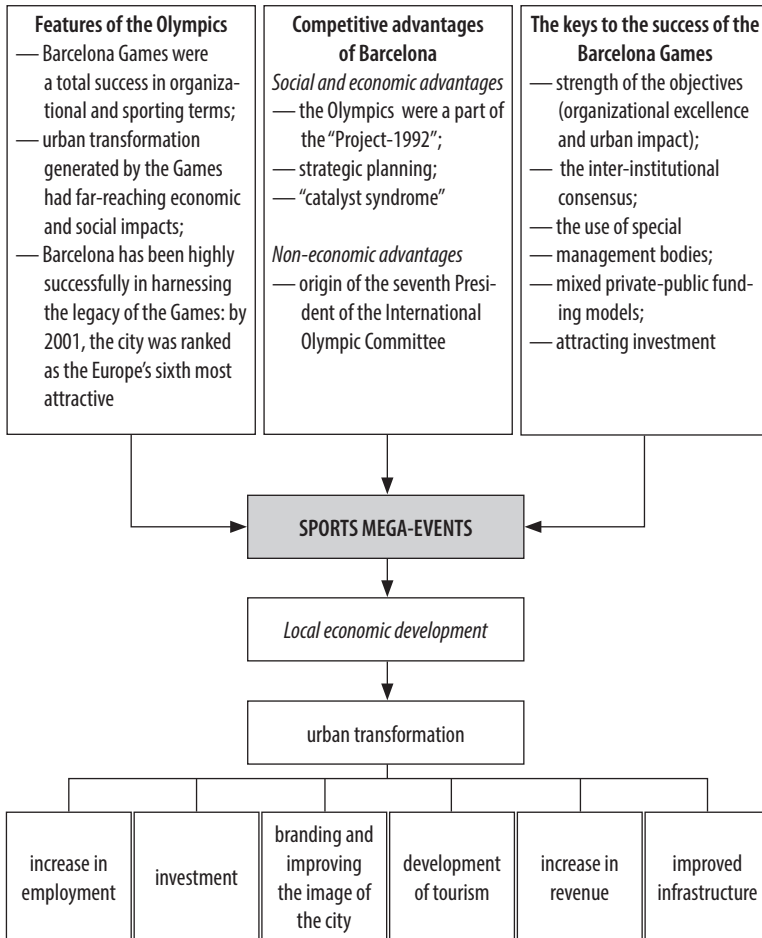 Features of the Olympics
— Barcelona Games were
a total success in organiza-
tional and sporting terms;
— urban transformation
generated by the Games
had far-reaching economic
and social impacts;
— Barcelona has been highly
successfully in harnessing
the legacy of the Games: by
2001, the city was ranked
as the Europe's sixth most
attractive
Competitive advantages
of Barcelona
Social and economic advantages
— the Olympics were a part of
the “Project-1992”;
— strategic planning;
— “catalyst syndrome”
Non-economic advantages
— origin of the seventh Presi-
dent of the International
Olympic Committee
The keys to the success of the
Barcelona Games
— strength of the objectives
(organizational excellence
and urban impact);
— the inter-institutional
consensus;
— the use of special
— management bodies;
— mixed private-public fund-
ing models;
— attracting investment
SPORTS MEGA-EVENTS
Local economic development
urban transformation
increase in
employment
investment
branding and
improving
the image of
the city
development
of tourism
increase in
revenue
improved
infrastructure